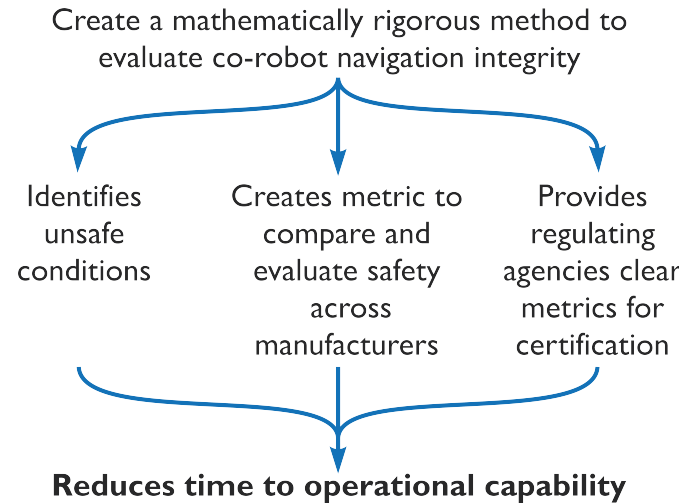 Create a mathematically rigorous method to
evaluate co-robot navigation integrity
Identifies
unsafe
conditions
Creates metric to
compare and
evaluate safety
across
manufacturers
Provides
regulating
agencies clear
metrics for
certification
Reduces time to operational capability